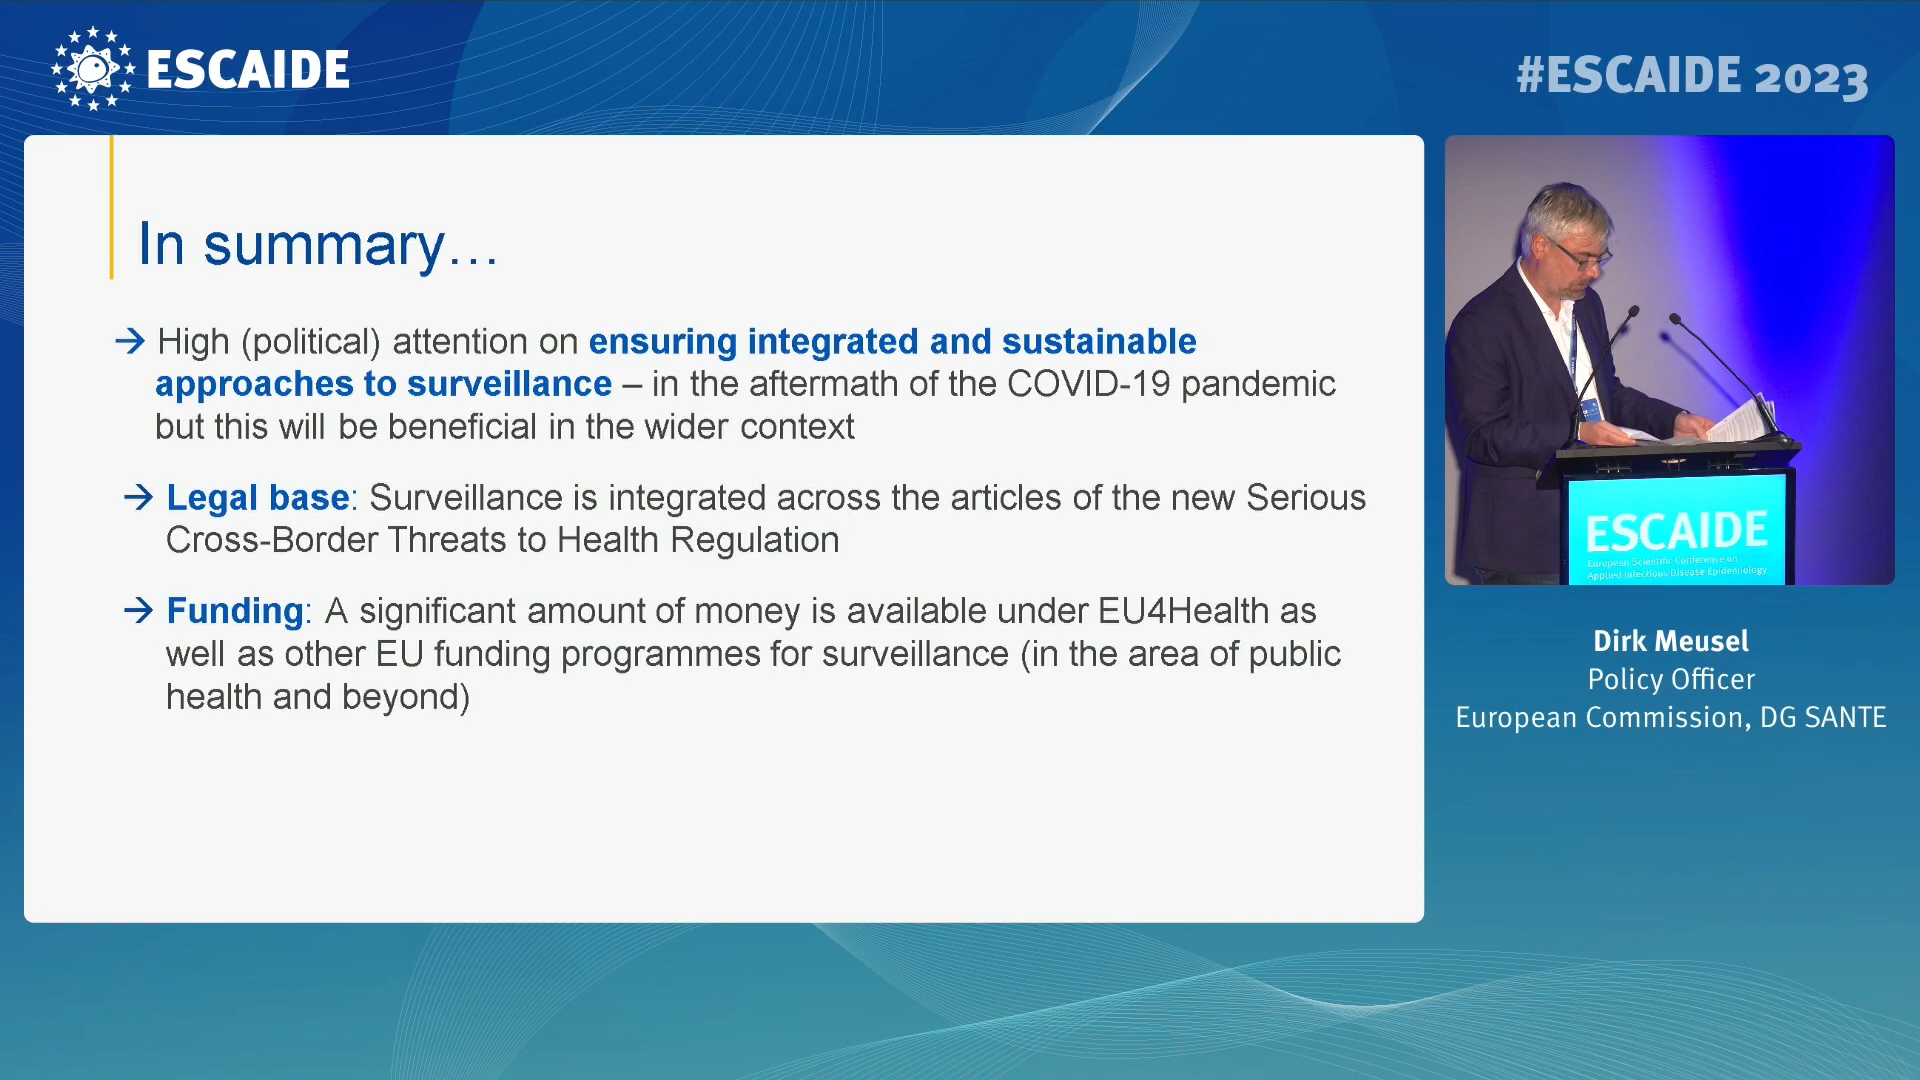 ESCAIDE
#ESCAIDE 2023
In summary…
→ High (political) attention on ensuring integrated and sustainable
approaches to surveillance – in the aftermath of the COVID-19 pandemic
but this will be beneficial in the wider context
→ Legal base: Surveillance is integrated across the articles of the new Serious
Cross-Border Threats to Health Regulation
→ Funding: A significant amount of money is available under EU4Health as
well as other EU funding programmes for surveillance (in the area of public
health and beyond)
ESCAIDE
European Scientific Conference on
Applied Infectious Disease Epidemiology
Dirk Meusel
Policy Officer
European Commission, DG SANTE